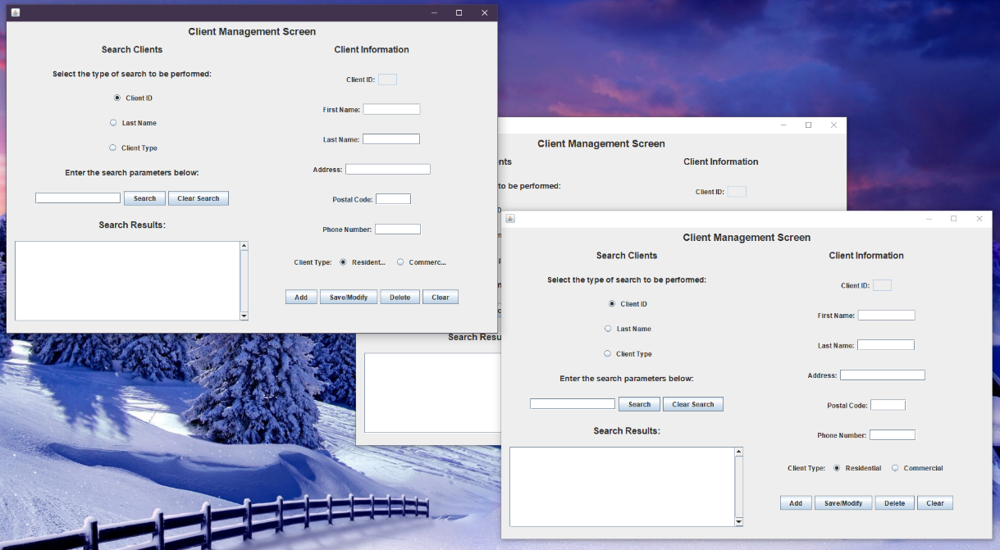 Client Management Screen
Search Clients
Select the type of search to be performed:
Client ID
Last Name
Client Type
Enter the search parameters below:
Search Clear Search
Search Results:
Client Information
Client ID:
First Name:
Last Name:
Address:
Postal Code:
Phone Number:
Client Type: Resident... Commerc...
Add Save/Modify Delete Clear
Client Management Screen
Client Information
to be performed:
Client ID:
Client Management Screen
Search Clients
Select the type of search to be performed:
Client ID
Last Name
Client Type
Enter the search parameters below:
Search Clear Search
Search Results:
Client Information
Client ID:
First Name:
Last Name:
Address:
Postal Code:
Phone Number:
Client Type: Residential Commercial
Add Save/Modify Delete Clear